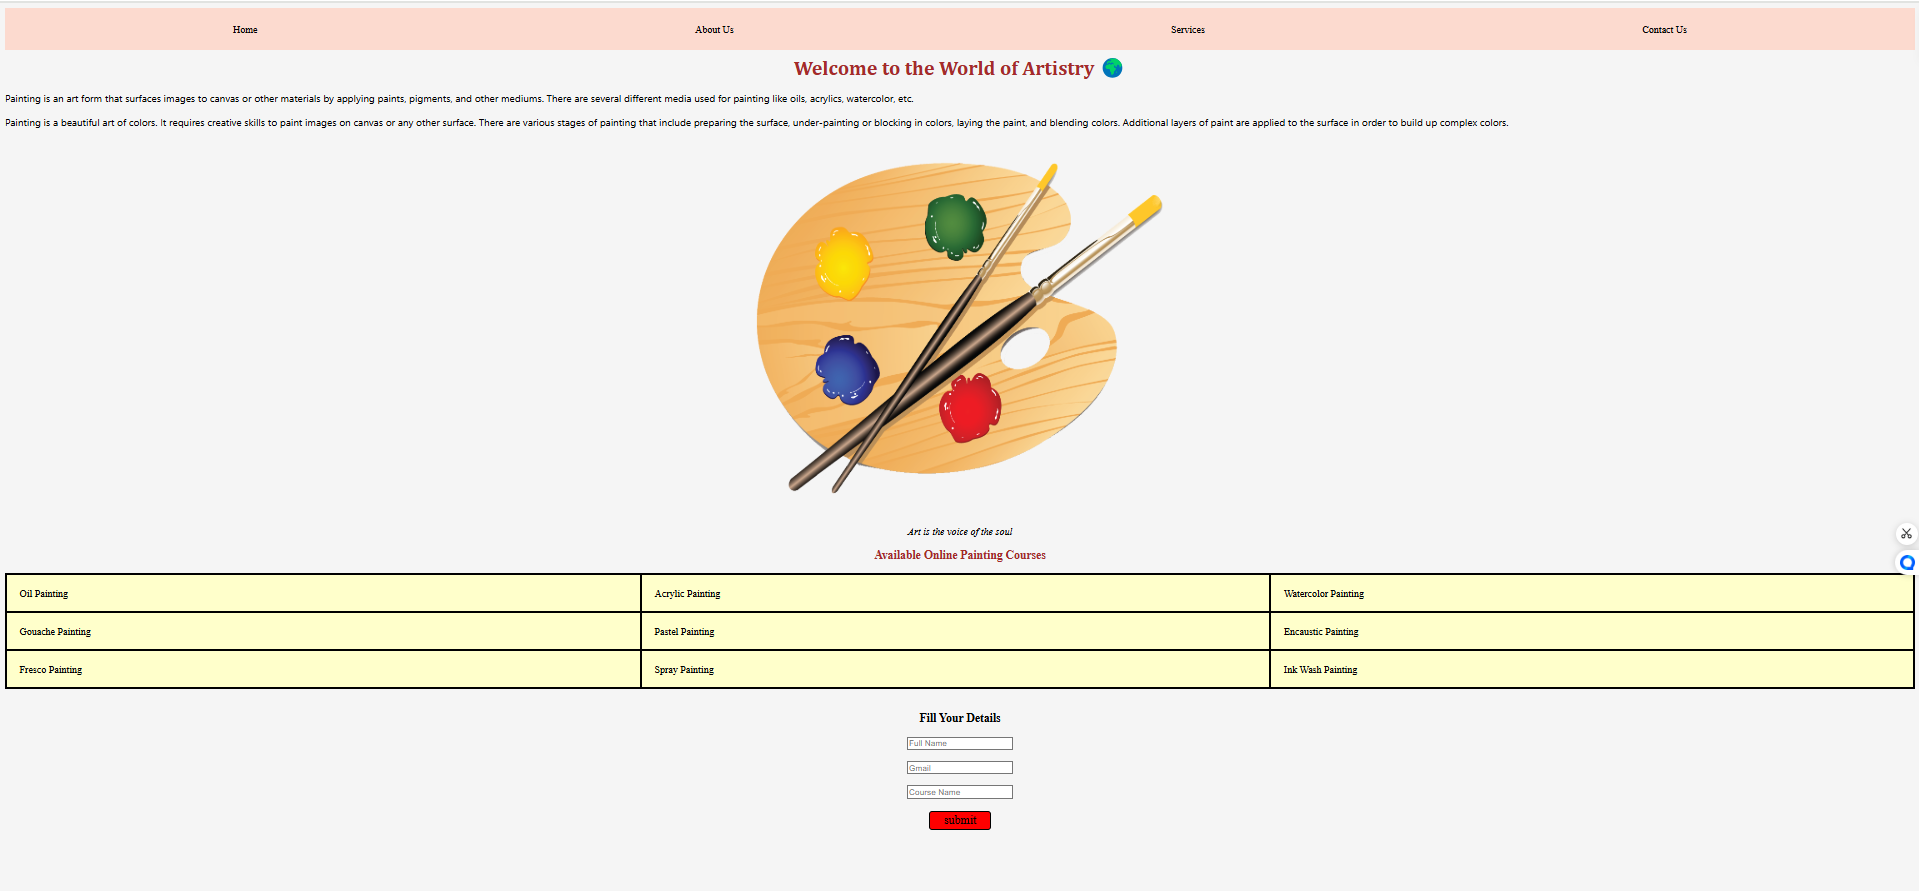 Home About Us Services Contact Us
Welcome to the World of Artistry 🌍
Painting is an art form that surfaces images to canvas or other materials by applying paints, pigments, and other mediums. There are several different media used for painting like oils, acrylics, watercolor, etc.
Painting is a beautiful art of colors. It requires creative skills to paint images on canvas or any other surface. There are various stages of painting that include preparing the surface, under-painting or blocking in colors, laying the paint, and blending colors. Additional layers of paint are applied to the surface in order to build up complex colors.
Art is the voice of the soul
Available Online Painting Courses
Oil Painting Acrylic Painting Watercolor Painting
Gouache Painting Pastel Painting Encaustic Painting
Fresco Painting Spray Painting Ink Wash Painting
Fill Your Details
Full Name
Gmail
Course Name
submit